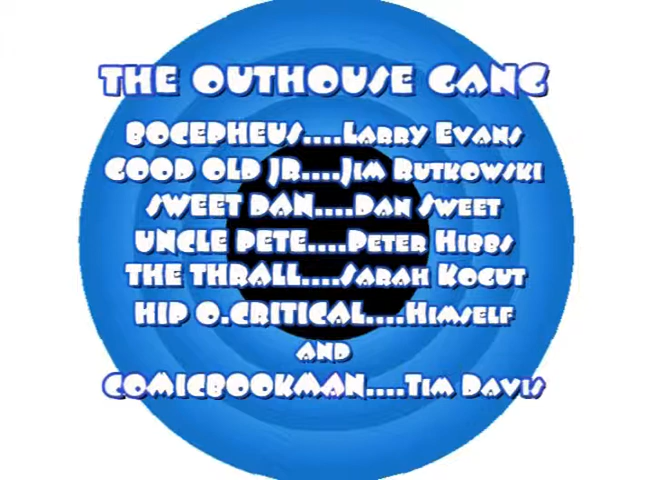 THE OUTHOUSE GANG
BOCEPHEUS....Larry Evans
GOOD OLD JR....Jim Rutkowski
SWEET DAN....Dan Sweet
UNCLE PETE....Peter Hibbs
THE THRALL....Sarah Kogut
HIP O.CRITICAL....Himself
and
COMICBOOKMAN....Tim Davis